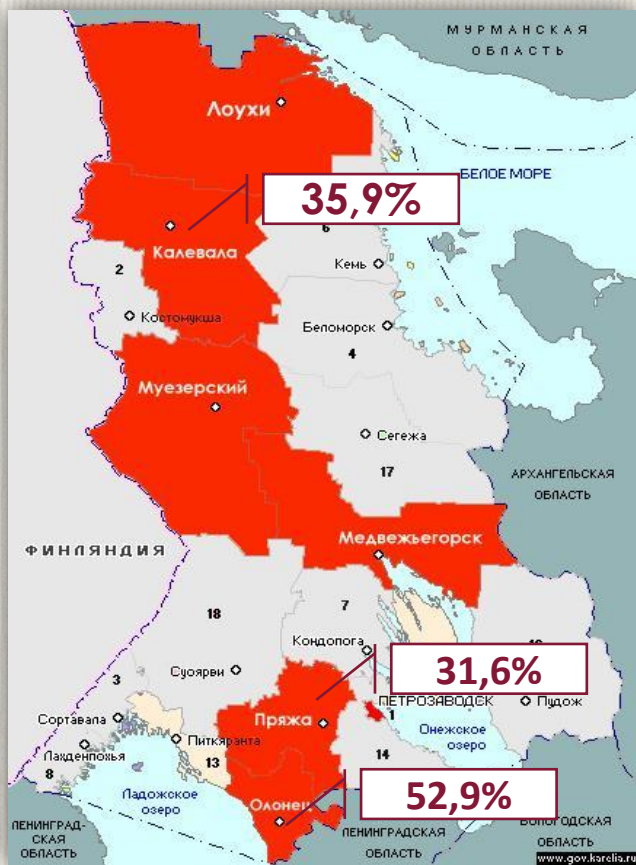 МУРМАНСКАЯ
ОБЛАСТЬ
Лоухи
БЕЛОЕ МОРЕ
35,9%
6
Калевала
Кемь
2
Костомукша
Беломорск
4
Муезерский
Сегежа
17
АРХАНГЕЛЬСКАЯ
ОБЛАСТЬ
Медвежьегорск
ФИНЛЯНДИЯ
18
7
Кондопога
31,6%
Суоярви
3
ПЕТРОЗАВОДСК
Пудож
Сортавала
Пряжа
1
Питкяранта
Онежское
озеро
Лахденпохья
13
14
8
Ладожское
озеро
52,9%
Олонец
ЛЕНИНГРАД-
СКАЯ
ОБЛАСТЬ
ЛЕНИНГРАДСКАЯ
ОБЛАСТЬ
ВОЛОГОДСКАЯ
ОБЛАСТЬ
www.gov.karelia.ru